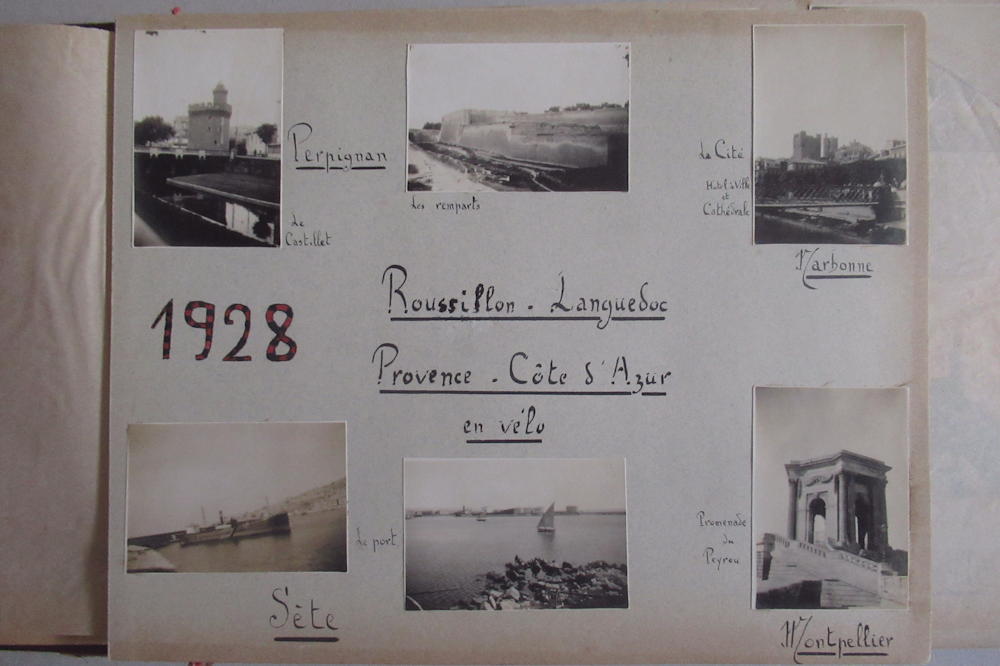 Perpignan
Le
Castillet
Les remparts
La Cité
Hôtel de Ville
et
Cathédrale
Narbonne
1928
Roussillon - Languedoc
Provence - Côte d'Azur
en vélo
Le port
Sète
Promenade
du
Peyrou
Montpellier